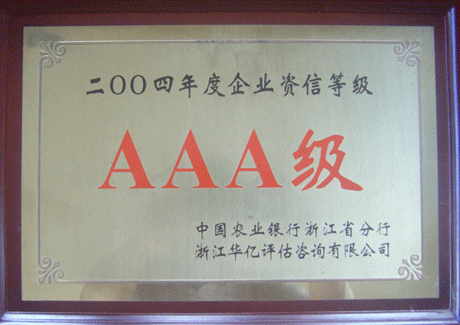 二OO四年度企业资信等级
AAA级
中国农业银行浙江省分行
浙江华亿评估咨询有限公司